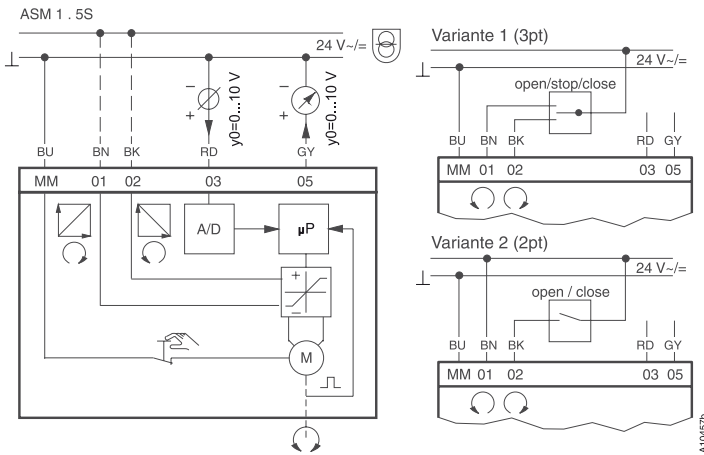 ASM 1 . 5S
24 V~/=
⊥
−
+
y0=0...10 V
−
+
y0=0...10 V
BU BN BK RD GY
MM 01 02 03 05
A/D
µP
+
−
M
Variante 1 (3pt)
24 V~/=
⊥
open/stop/close
BU BN BK RD GY
MM 01 02 03 05
Variante 2 (2pt)
24 V~/=
⊥
open / close
BU BN BK RD GY
MM 01 02 03 05
A10457b